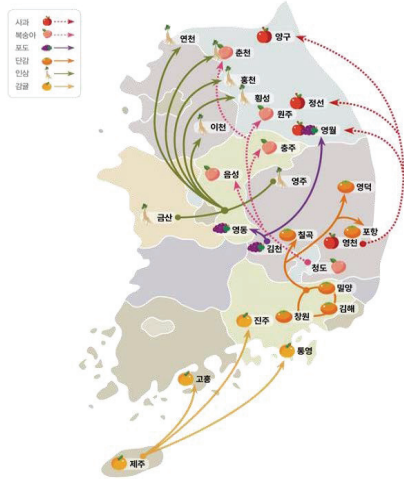 사과
복숭아
포도
단감
인삼
감귤
연천
춘천
양구
홍천
횡성
정선
원주
영월
이천
충주
음성
영주
영덕
금산
영동
칠곡
포항
김천
영천
청도
밀양
창원
김해
진주
통영
고흥
제주